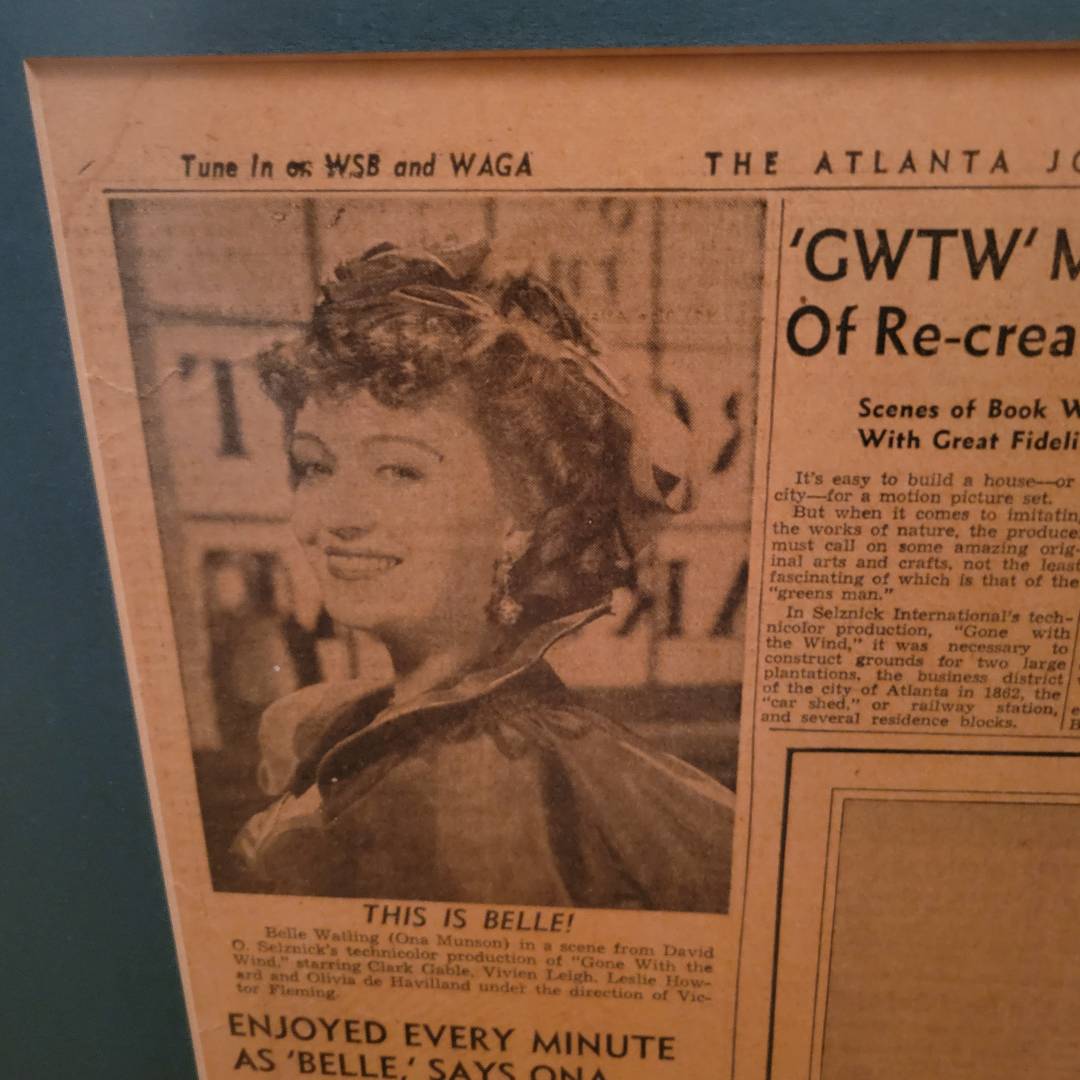 Tune In on WSB and WAGA
THE ATLANTA JO
THIS IS BELLE!
Belle Watling (Ona Munson) in a scene from David
O. Selznick's technicolor production of "Gone With the
Wind," starring Clark Gable, Vivien Leigh, Leslie How-
ard and Olivia de Havilland under the direction of Vic-
tor Fleming.
ENJOYED EVERY MINUTE
AS 'BELLE,' SAYS ONA
'GWTW' M
Of Re-crea
Scenes of Book W
With Great Fideli
It's easy to build a house—or
city—for a motion picture set.
But when it comes to imitatin
the works of nature, the produce
must call on some amazing orig-
inal arts and crafts, not the least
fascinating of which is that of the
"greens man."
In Selznick International's tech-
nicolor production, "Gone with
the Wind," it was necessary to
construct grounds for two large
plantations, the business district
of the city of Atlanta in 1862, the
"car shed," or railway station,
and several residence blocks.